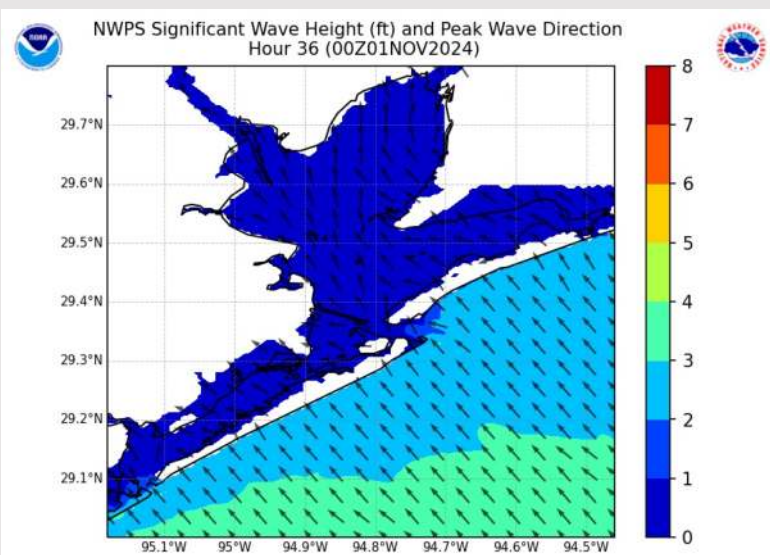 NWPS Significant Wave Height (ft) and Peak Wave Direction
Hour 36 (00Z01NOV2024)
NOAA
29.7°N
29.6°N
29.5°N
29.4°N
29.3°N
29.2°N
29.1°N
95.1°W 95°W 94.9°W 94.8°W 94.7°W 94.6°W 94.5°W
8
7
6
5
4
3
2
1
0